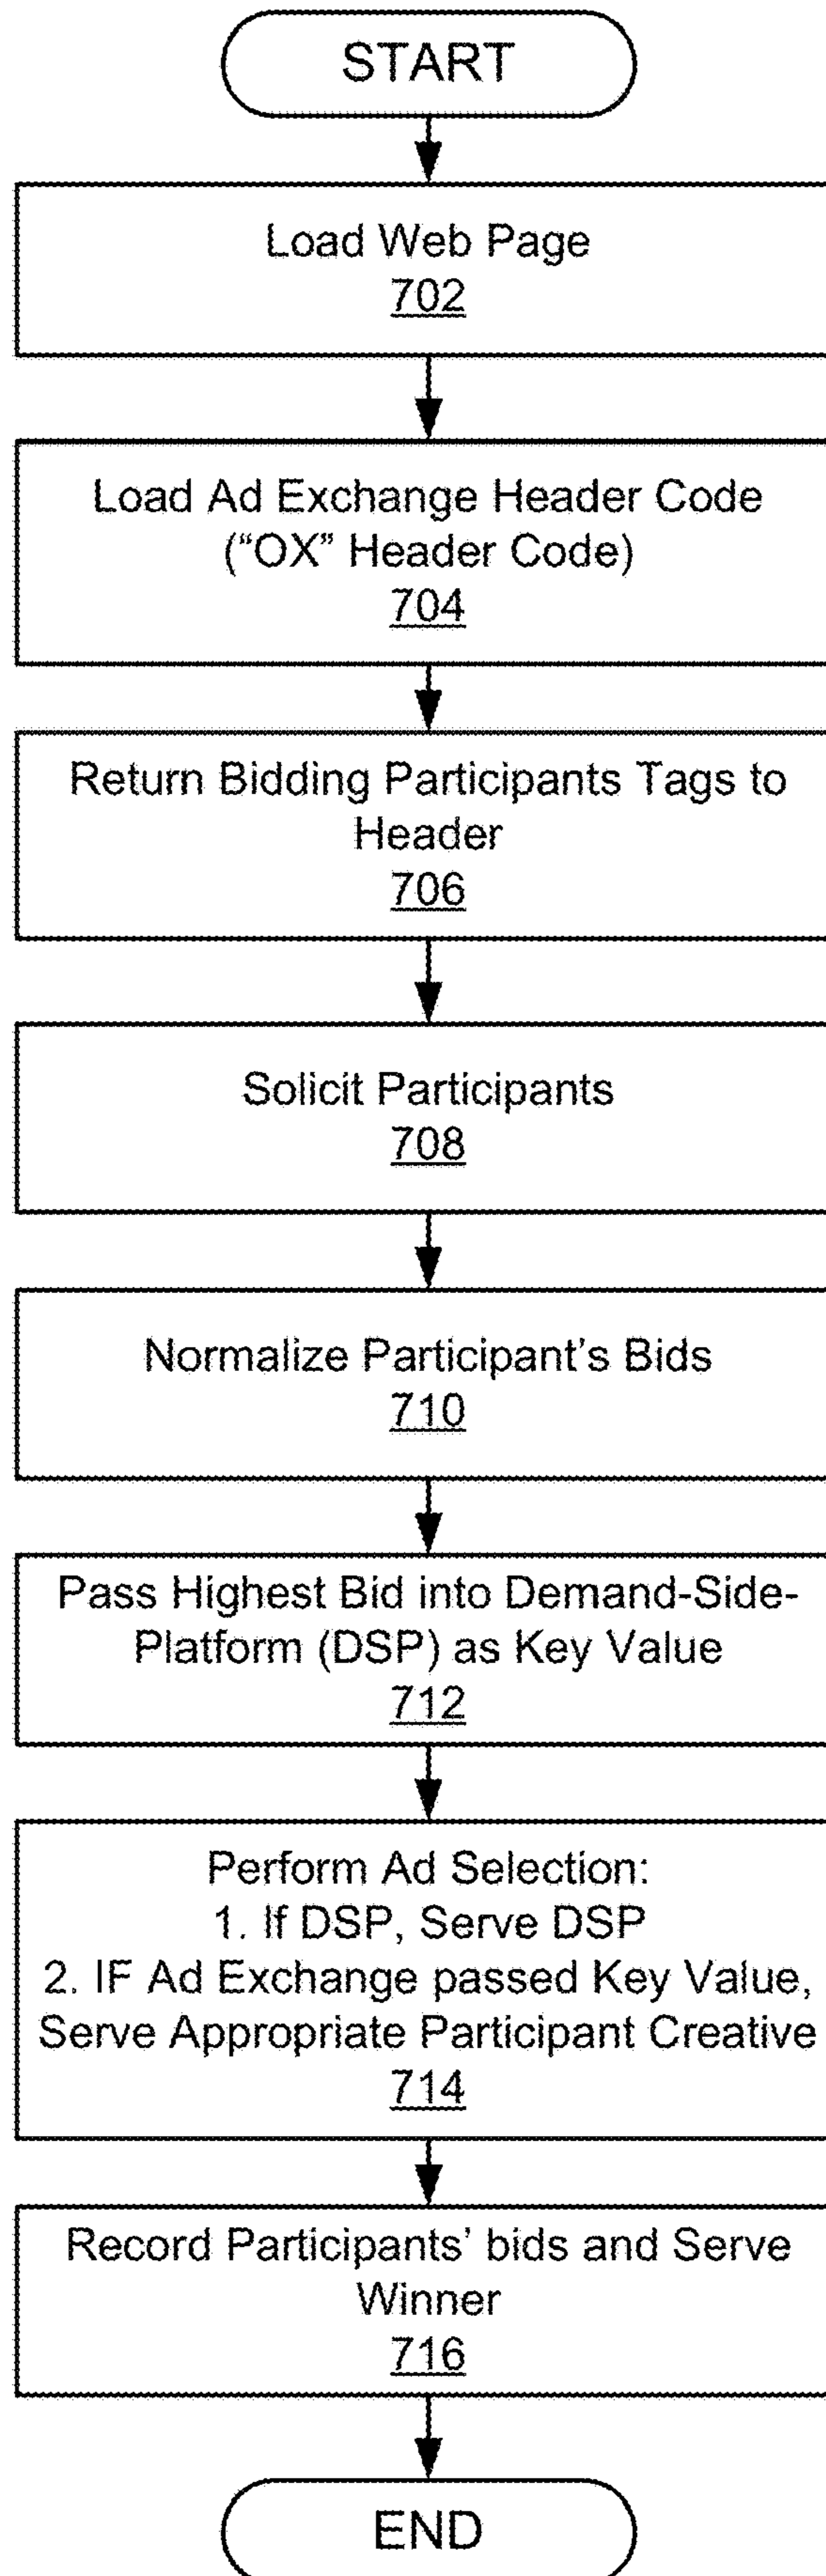 START
Load Web Page
702
Load Ad Exchange Header Code
(“OX” Header Code)
704
Return Bidding Participants Tags to
Header
706
Solicit Participants
708
Normalize Participant’s Bids
710
Pass Highest Bid into Demand-Side-
Platform (DSP) as Key Value
712
Perform Ad Selection:
1. If DSP, Serve DSP
2. IF Ad Exchange passed Key Value,
Serve Appropriate Participant Creative
714
Record Participants’ bids and Serve
Winner
716
END